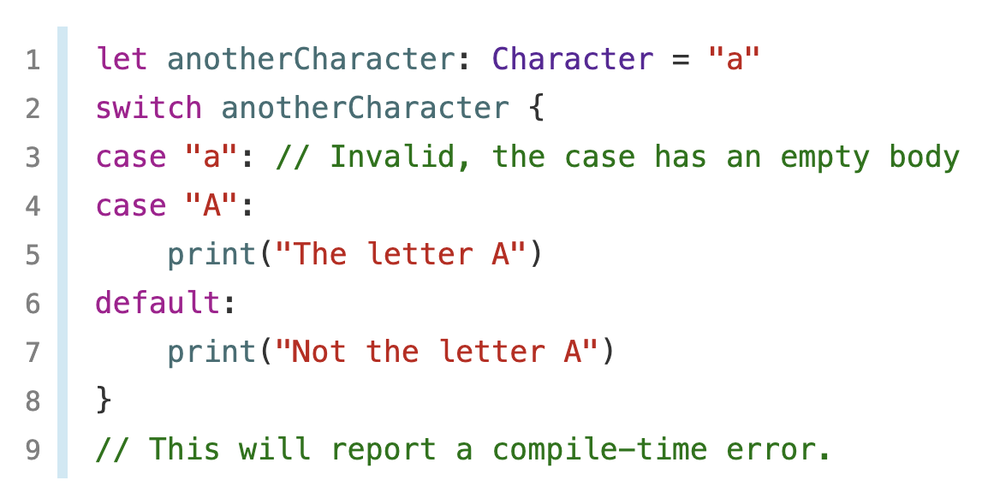 1 let anotherCharacter: Character = "a"
2 switch anotherCharacter {
3 case "a": // Invalid, the case has an empty body
4 case "A":
5     print("The letter A")
6 default:
7     print("Not the letter A")
8 }
9 // This will report a compile-time error.